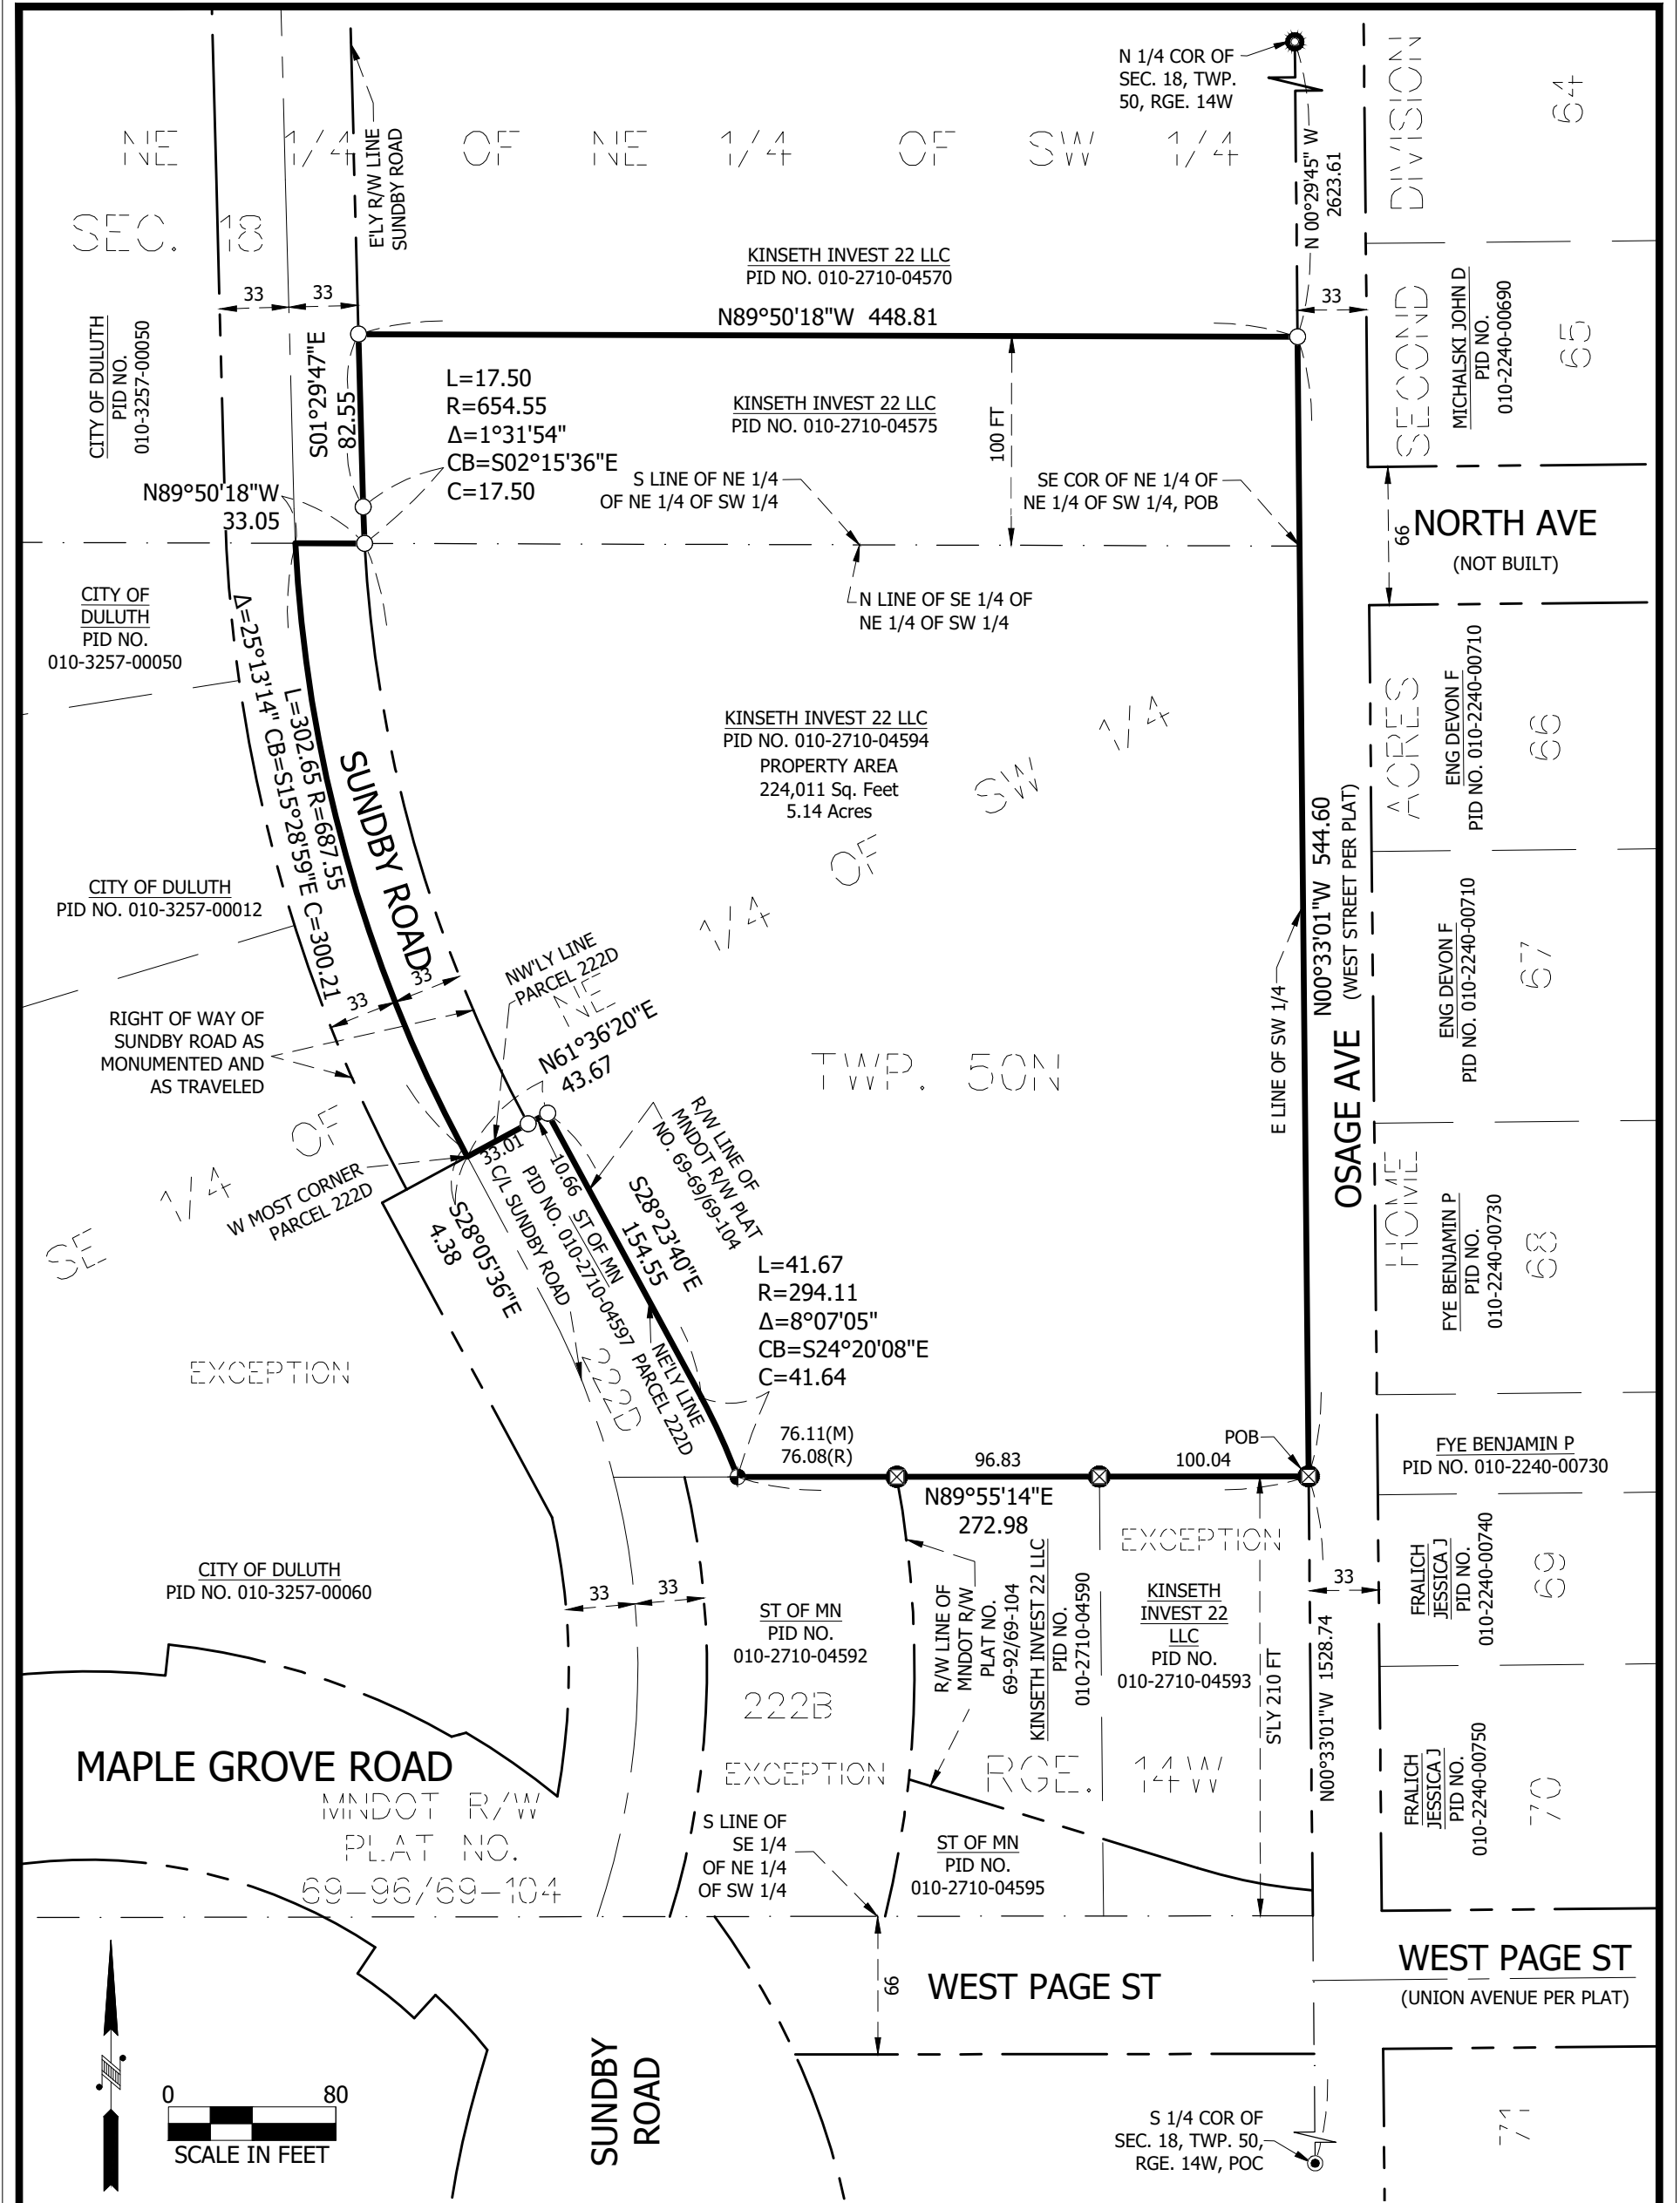 N 1/4 COR OF
SEC. 18, TWP.
50, RGE. 14W
NE 1/4 OF NE 1/4 OF SW 1/4
SEC. 18
E'LY R/W LINE
SUNDBY ROAD
N 00°29'45" W
2623.61
SECOND DIVISION
64
KINSETH INVEST 22 LLC
PID NO. 010-2710-04570
N89°50'18"W 448.81
33
33
33
CITY OF DULUTH
PID NO.
010-3257-00050
S01°29'47"E
82.55
L=17.50
R=654.55
Δ=1°31'54"
CB=S02°15'36"E
C=17.50
KINSETH INVEST 22 LLC
PID NO. 010-2710-04575
100 FT
MICHALSKI JOHN D
PID NO.
010-2240-00690
65
N89°50'18"W
33.05
S LINE OF NE 1/4
OF NE 1/4 OF SW 1/4
SE COR OF NE 1/4 OF
NE 1/4 OF SW 1/4, POB
66
NORTH AVE
(NOT BUILT)
N LINE OF SE 1/4 OF
NE 1/4 OF SW 1/4
CITY OF
DULUTH
PID NO.
010-3257-00050
L=302.65 R=687.55
Δ=25°13'14" CB=S15°28'59"E C=300.21
SUNDBY ROAD
KINSETH INVEST 22 LLC
PID NO. 010-2710-04594
PROPERTY AREA
224,011 Sq. Feet
5.14 Acres
SE 1/4 OF NE 1/4 OF SW 1/4
HOME ACRES
ENG DEVON F
PID NO. 010-2240-00710
66
CITY OF DULUTH
PID NO. 010-3257-00012
N00°33'01"W 544.60
(WEST STREET PER PLAT)
OSAGE AVE
E LINE OF SW 1/4
ENG DEVON F
PID NO. 010-2240-00710
67
NW'LY LINE
PARCEL 222D
33
33
RIGHT OF WAY OF
SUNDBY ROAD AS
MONUMENTED AND
AS TRAVELED
N61°36'20"E
43.67
TWP. 50N
33.01
10.66
R/W LINE OF
MNDOT R/W PLAT
NO. 69-69/69-104
W MOST CORNER
PARCEL 222D
S28°05'36"E
4.38
C/L SUNDBY ROAD
ST OF MN
PID NO. 010-2710-04597
S28°23'40"E
154.55
NE'LY LINE
PARCEL 222D
222D
L=41.67
R=294.11
Δ=8°07'05"
CB=S24°20'08"E
C=41.64
FYE BENJAMIN P
PID NO.
010-2240-00730
68
EXCEPTION
76.11(M)
76.08(R)
96.83
100.04
POB
N89°55'14"E
272.98
FYE BENJAMIN P
PID NO. 010-2240-00730
EXCEPTION
CITY OF DULUTH
PID NO. 010-3257-00060
33
33
33
ST OF MN
PID NO.
010-2710-04592
222B
EXCEPTION
R/W LINE OF
MNDOT R/W
PLAT NO.
69-92/69-104
KINSETH INVEST 22 LLC
PID NO.
010-2710-04590
KINSETH
INVEST 22
LLC
PID NO.
010-2710-04593
S'LY 210 FT
N00°33'01"W 1528.74
FRALICH
JESSICA J
PID NO.
010-2240-00740
69
MAPLE GROVE ROAD
MNDOT R/W
PLAT NO.
69-96/69-104
RGE. 14W
FRALICH
JESSICA J
PID NO.
010-2240-00750
70
S LINE OF
SE 1/4
OF NE 1/4
OF SW 1/4
ST OF MN
PID NO.
010-2710-04595
66
WEST PAGE ST
WEST PAGE ST
(UNION AVENUE PER PLAT)
N
0 80
SCALE IN FEET
SUNDBY
ROAD
S 1/4 COR OF
SEC. 18, TWP. 50,
RGE. 14W, POC
71